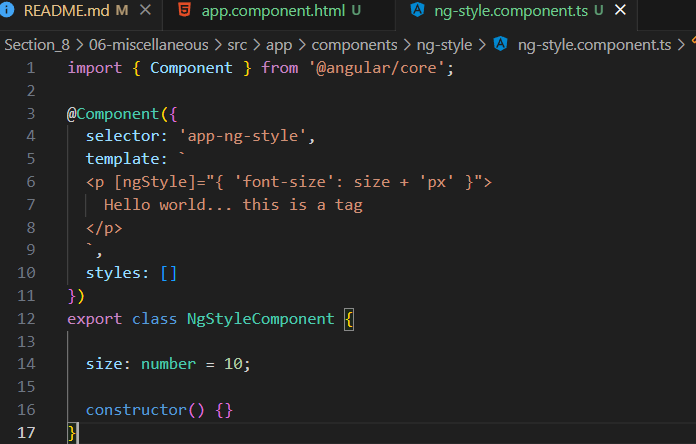 README.md M
app.component.html U
ng-style.component.ts U
Section_8 > 06-miscellaneous > src > app > components > ng-style > ng-style.component.ts >
1 import { Component } from '@angular/core';
2
3 @Component({
4   selector: 'app-ng-style',
5   template: `
6   <p [ngStyle]="{ 'font-size': size + 'px' }">
7     Hello world... this is a tag
8   </p>
9   `,
10   styles: []
11 })
12 export class NgStyleComponent {
13
14   size: number = 10;
15
16   constructor() {}
17 }